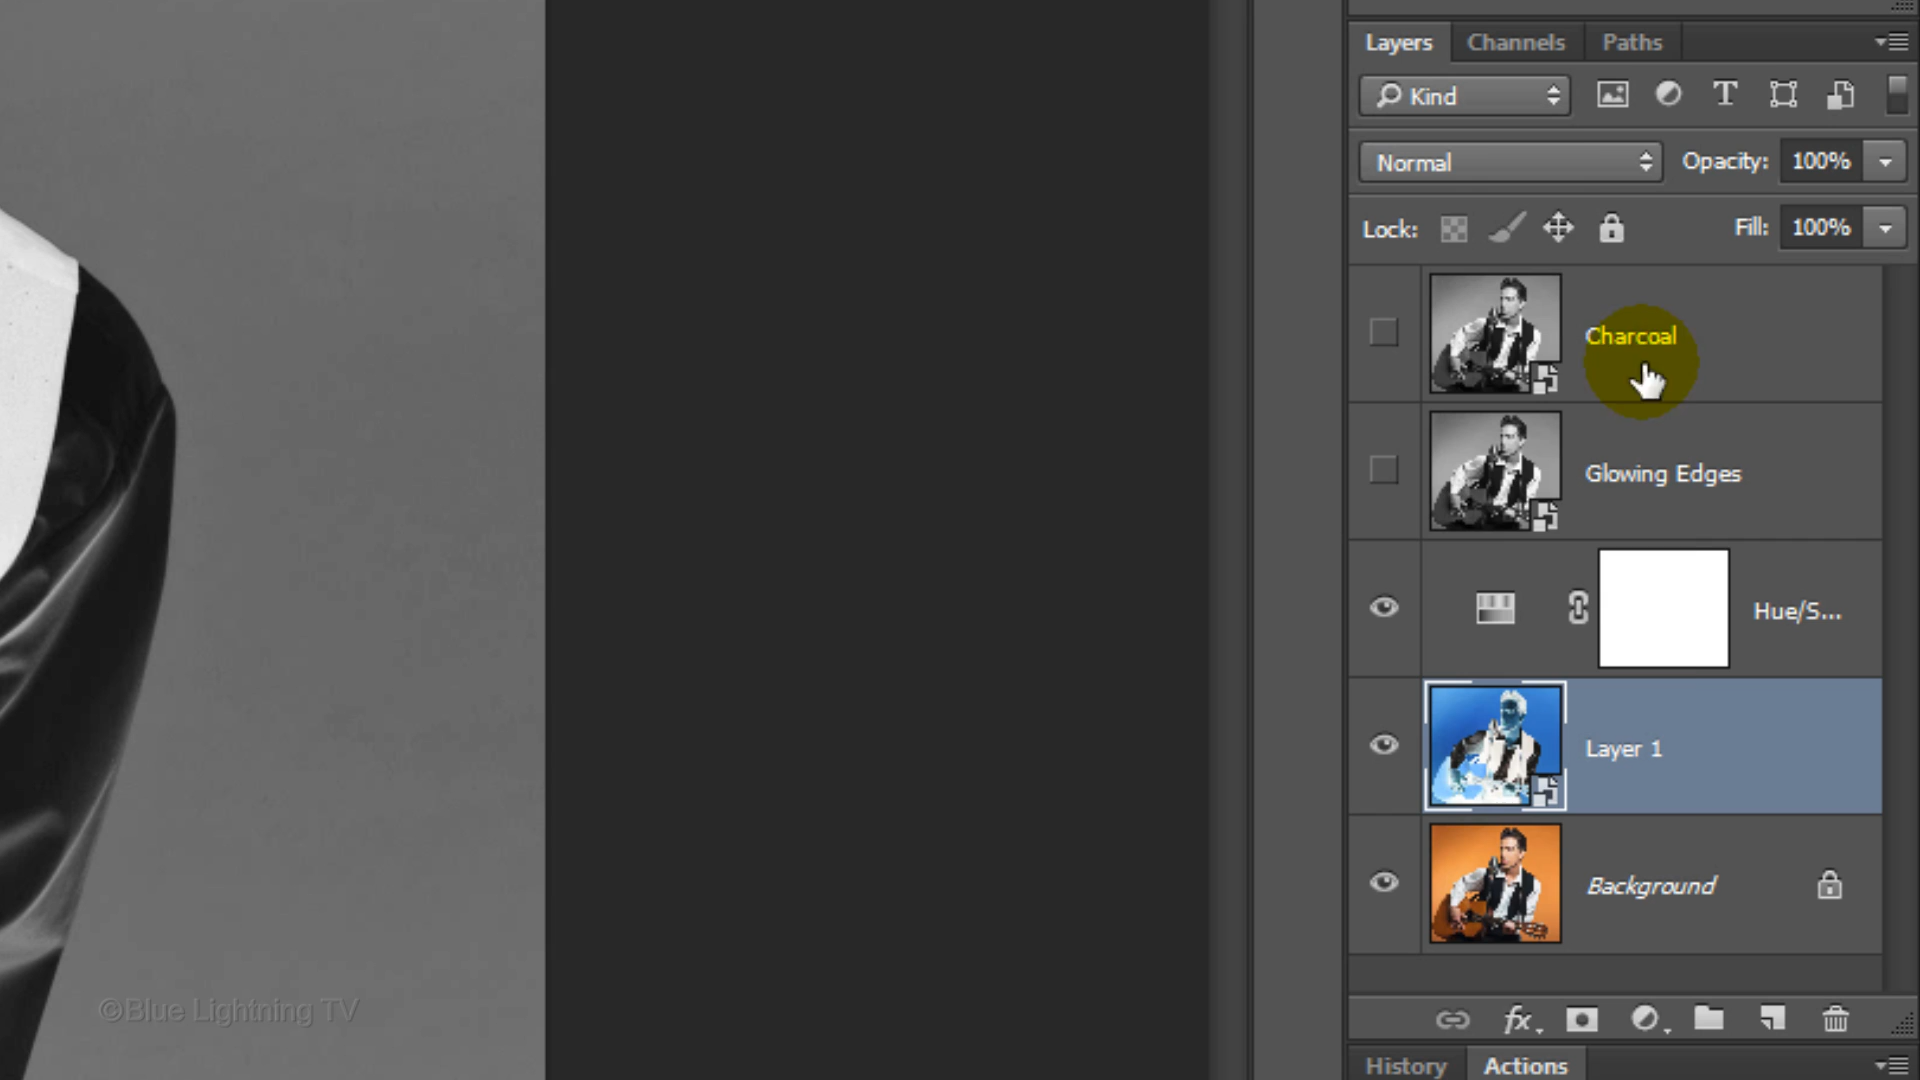 Layers Channels Paths
Kind T
Normal Opacity: 100%
Lock: Fill: 100%
Charcoal
Glowing Edges
Hue/S...
Layer 1
Background
©Blue Lightning TV
fx
History Actions